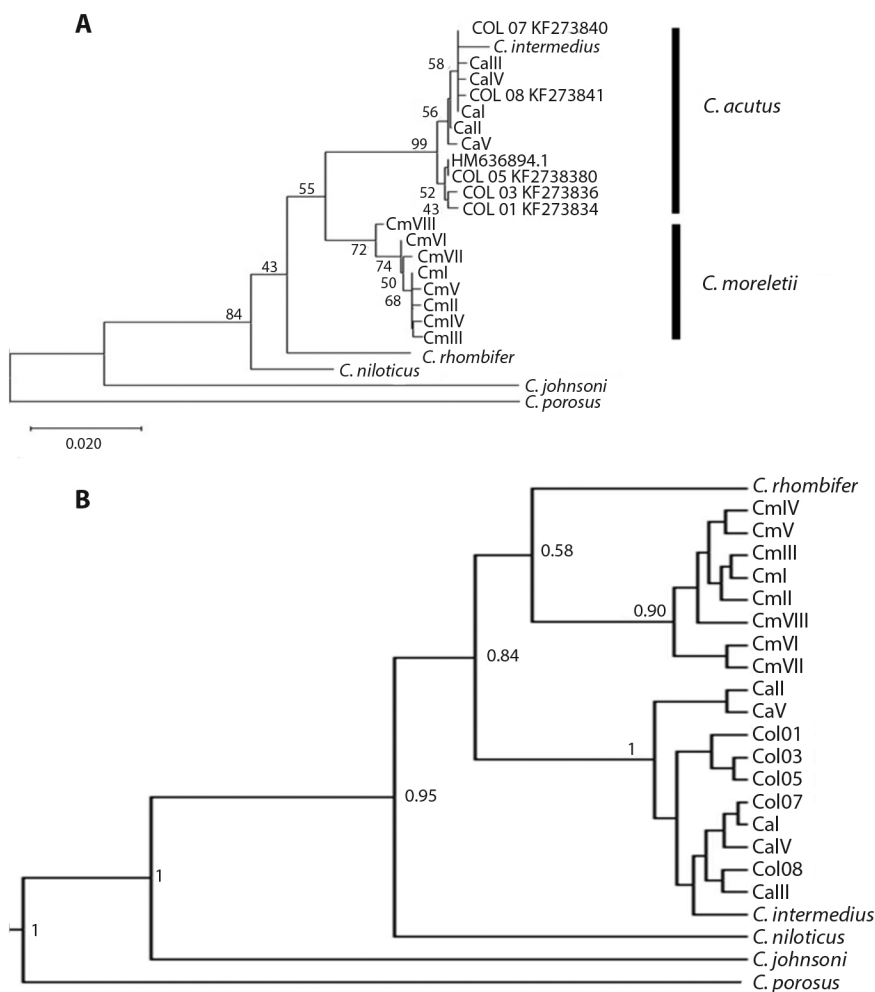 A
COL 07 KF273840
C. intermedius
58
CaIII
CaIV
COL 08 KF273841
C. acutus
56
CaI
CaII
99
CaV
HM636894.1
COL 05 KF2738380
55
52
COL 03 KF273836
43
COL 01 KF273834
CmVIII
72
CmVI
CmVII
43
74
CmI
50
CmV
C. moreletii
68
CmII
84
CmIV
CmIII
C. rhombifer
C. niloticus
C. johnsoni
C. porosus
0.020
B
C. rhombifer
CmIV
CmV
0.58
CmIII
CmI
CmII
0.90
CmVIII
CmVI
0.84
CmVII
CaII
CaV
Col01
1
Col03
Col05
0.95
Col07
CaI
CaIV
Col08
1
CaIII
C. intermedius
1
C. niloticus
C. johnsoni
C. porosus